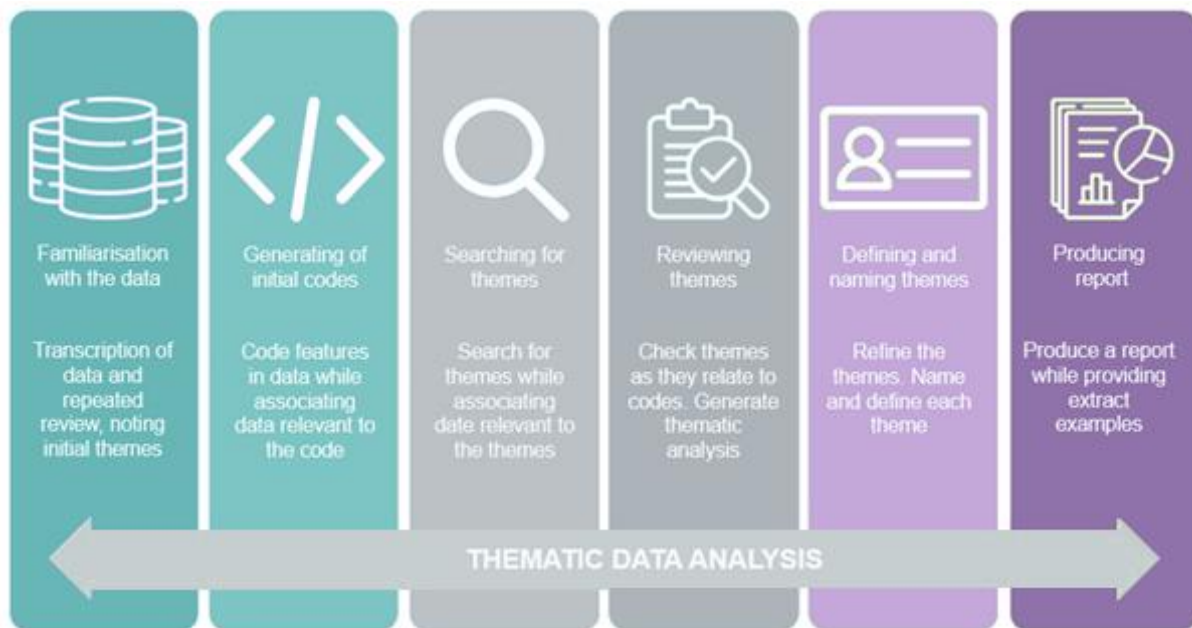 Familiarisation
with the data
Transcription of
data and
repeated
review, noting
initial themes
Generating of
initial codes
Code features
in data while
associating
data relevant to
the code
Searching for
themes
Search for
themes while
associating
date relevant to
the themes
Reviewing
themes
Check themes
as they relate to
codes. Generate
thematic
analysis
Defining and
naming themes
Refine the
themes. Name
and define each
theme
Producing
report
Produce a report
while providing
extract
examples
THEMATIC DATA ANALYSIS